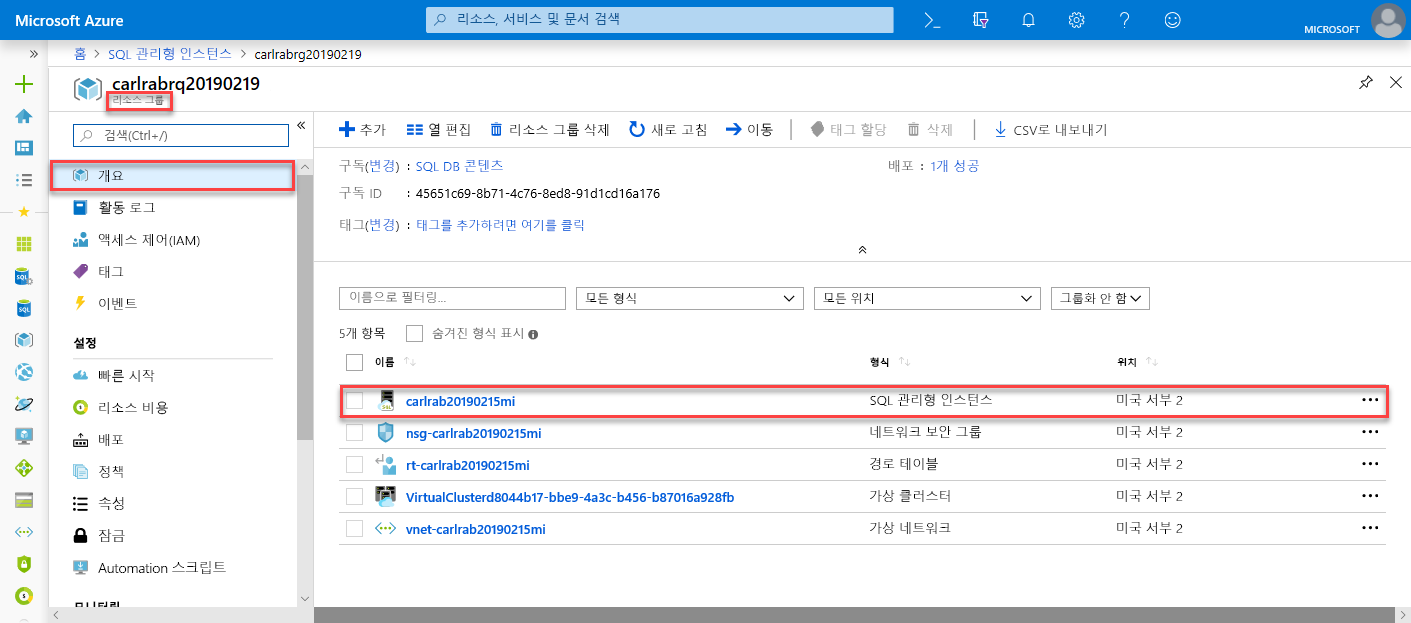 Microsoft Azure
리소스, 서비스 및 문서 검색
MICROSOFT
홈 > SQL 관리형 인스턴스 > carlrabrg20190219
carlrabrq20190219
리소스 그룹
검색(Ctrl+/)
개요
활동 로그
액세스 제어(IAM)
태그
이벤트
설정
빠른 시작
리소스 비용
배포
정책
속성
잠금
Automation 스크립트
모니터링
추가 열 편집 리소스 그룹 삭제 새로 고침 이동 태그 할당 삭제 CSV로 내보내기
구독(변경) : SQL DB 콘텐츠
배포 : 1개 성공
구독 ID : 45651c69-8b71-4c76-8ed8-91d1cd16a176
태그(변경) : 태그를 추가하려면 여기를 클릭
이름으로 필터링... 모든 형식 모든 위치 그룹화 안 함
5개 항목 숨겨진 형식 표시
이름 형식 위치
carlrab20190215mi SQL 관리형 인스턴스 미국 서부 2
nsg-carlrab20190215mi 네트워크 보안 그룹 미국 서부 2
rt-carlrab20190215mi 경로 테이블 미국 서부 2
VirtualClusterd8044b17-bbe9-4a3c-b456-b87016a928fb 가상 클러스터 미국 서부 2
vnet-carlrab20190215mi 가상 네트워크 미국 서부 2